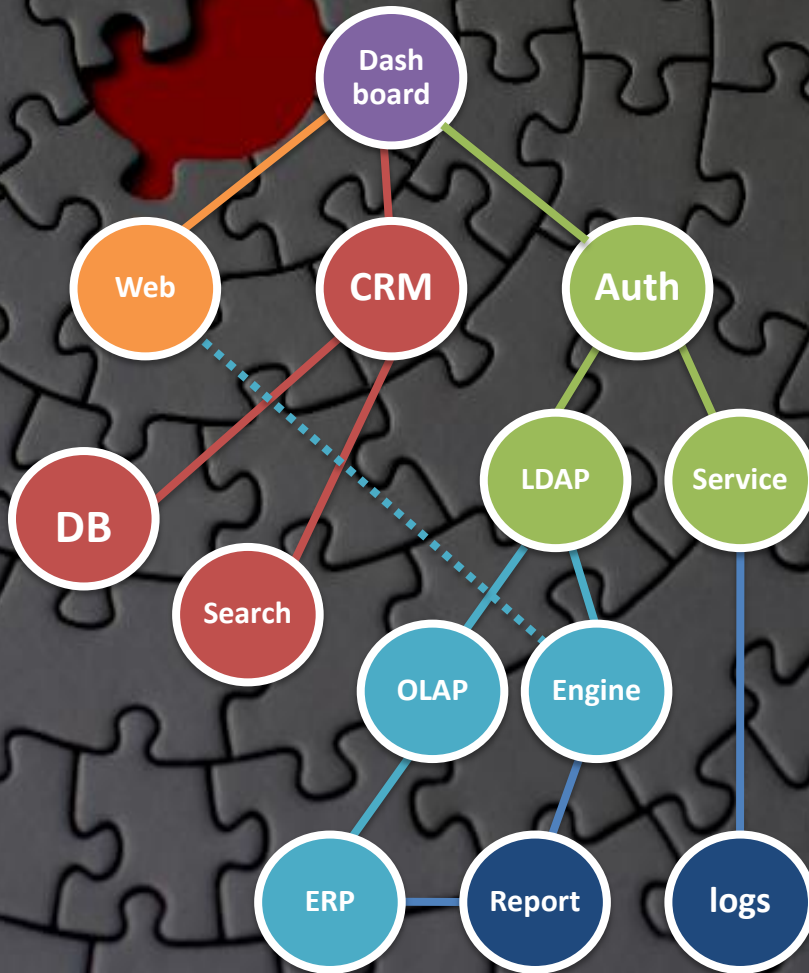 Dash
board
Web
CRM
Auth
LDAP
Service
DB
Search
OLAP
Engine
ERP
Report
logs